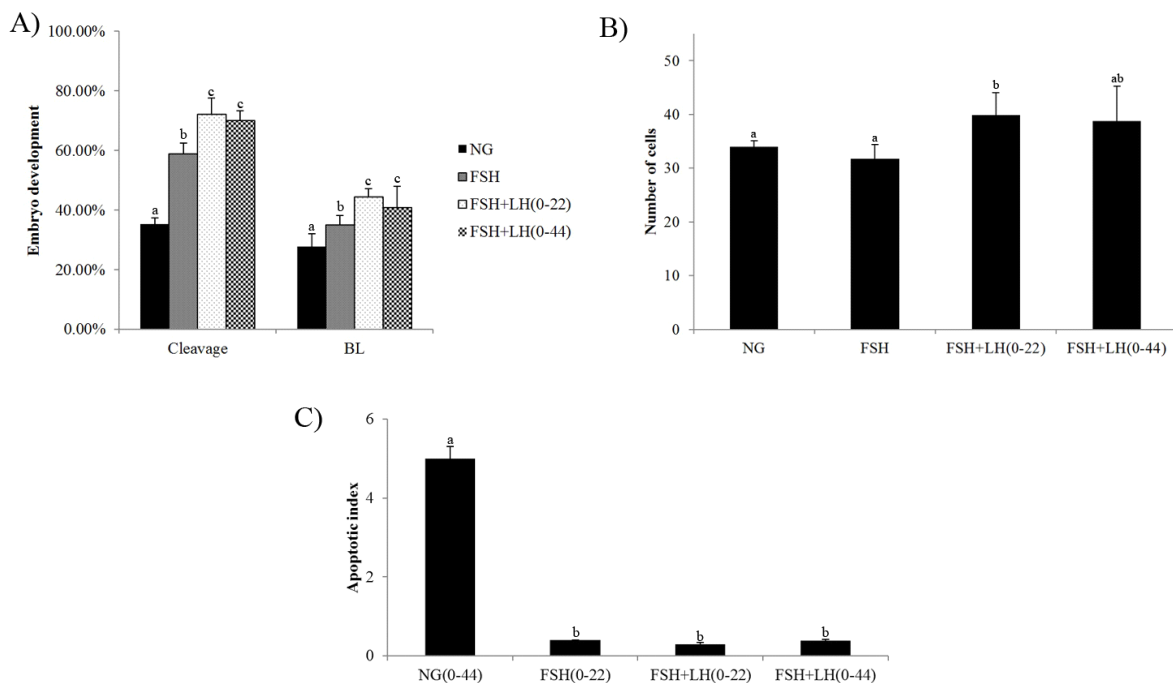 A)
100.00%
80.00%
60.00%
40.00%
20.00%
0.00%
Embryo development
a
b
c
c
a
b
c
c
Cleavage
BL
NG
FSH
FSH+LH(0-22)
FSH+LH(0-44)
B)
50
40
30
20
10
0
Number of cells
a
a
b
ab
NG
FSH
FSH+LH(0-22)
FSH+LH(0-44)
C)
6
4
2
0
Apoptotic index
a
b
b
b
NG(0-44)
FSH(0-22)
FSH+LH(0-22)
FSH+LH(0-44)